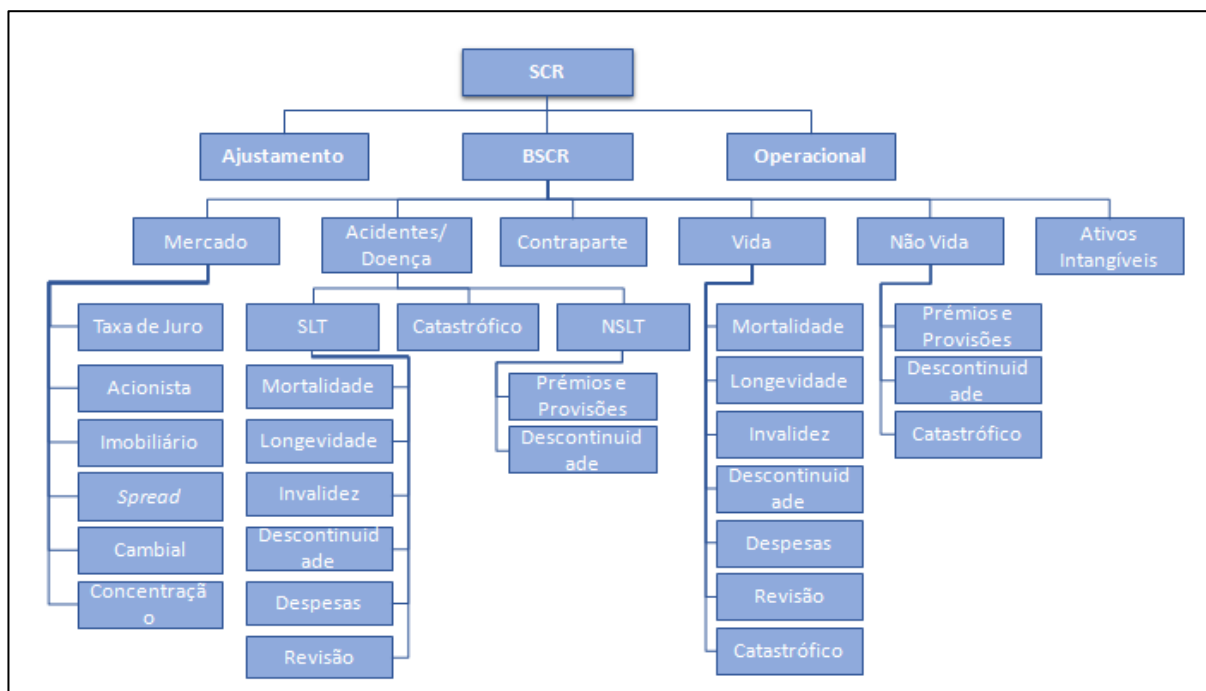 SCR
Ajustamento
BSCR
Operacional
Mercado
Acidentes/
Doença
Contraparte
Vida
Não Vida
Ativos
Intangíveis
Taxa de Juro
Acionista
Imobiliário
Spread
Cambial
Concentraçã
o
SLT
Catastrófico
NSLT
Mortalidade
Longevidade
Invalidez
Descontinuid
ade
Despesas
Revisão
Prémios e
Provisões
Descontinuid
ade
Mortalidade
Longevidade
Invalidez
Descontinuid
ade
Despesas
Revisão
Catastrófico
Prémios e
Provisões
Descontinuid
ade
Catastrófico